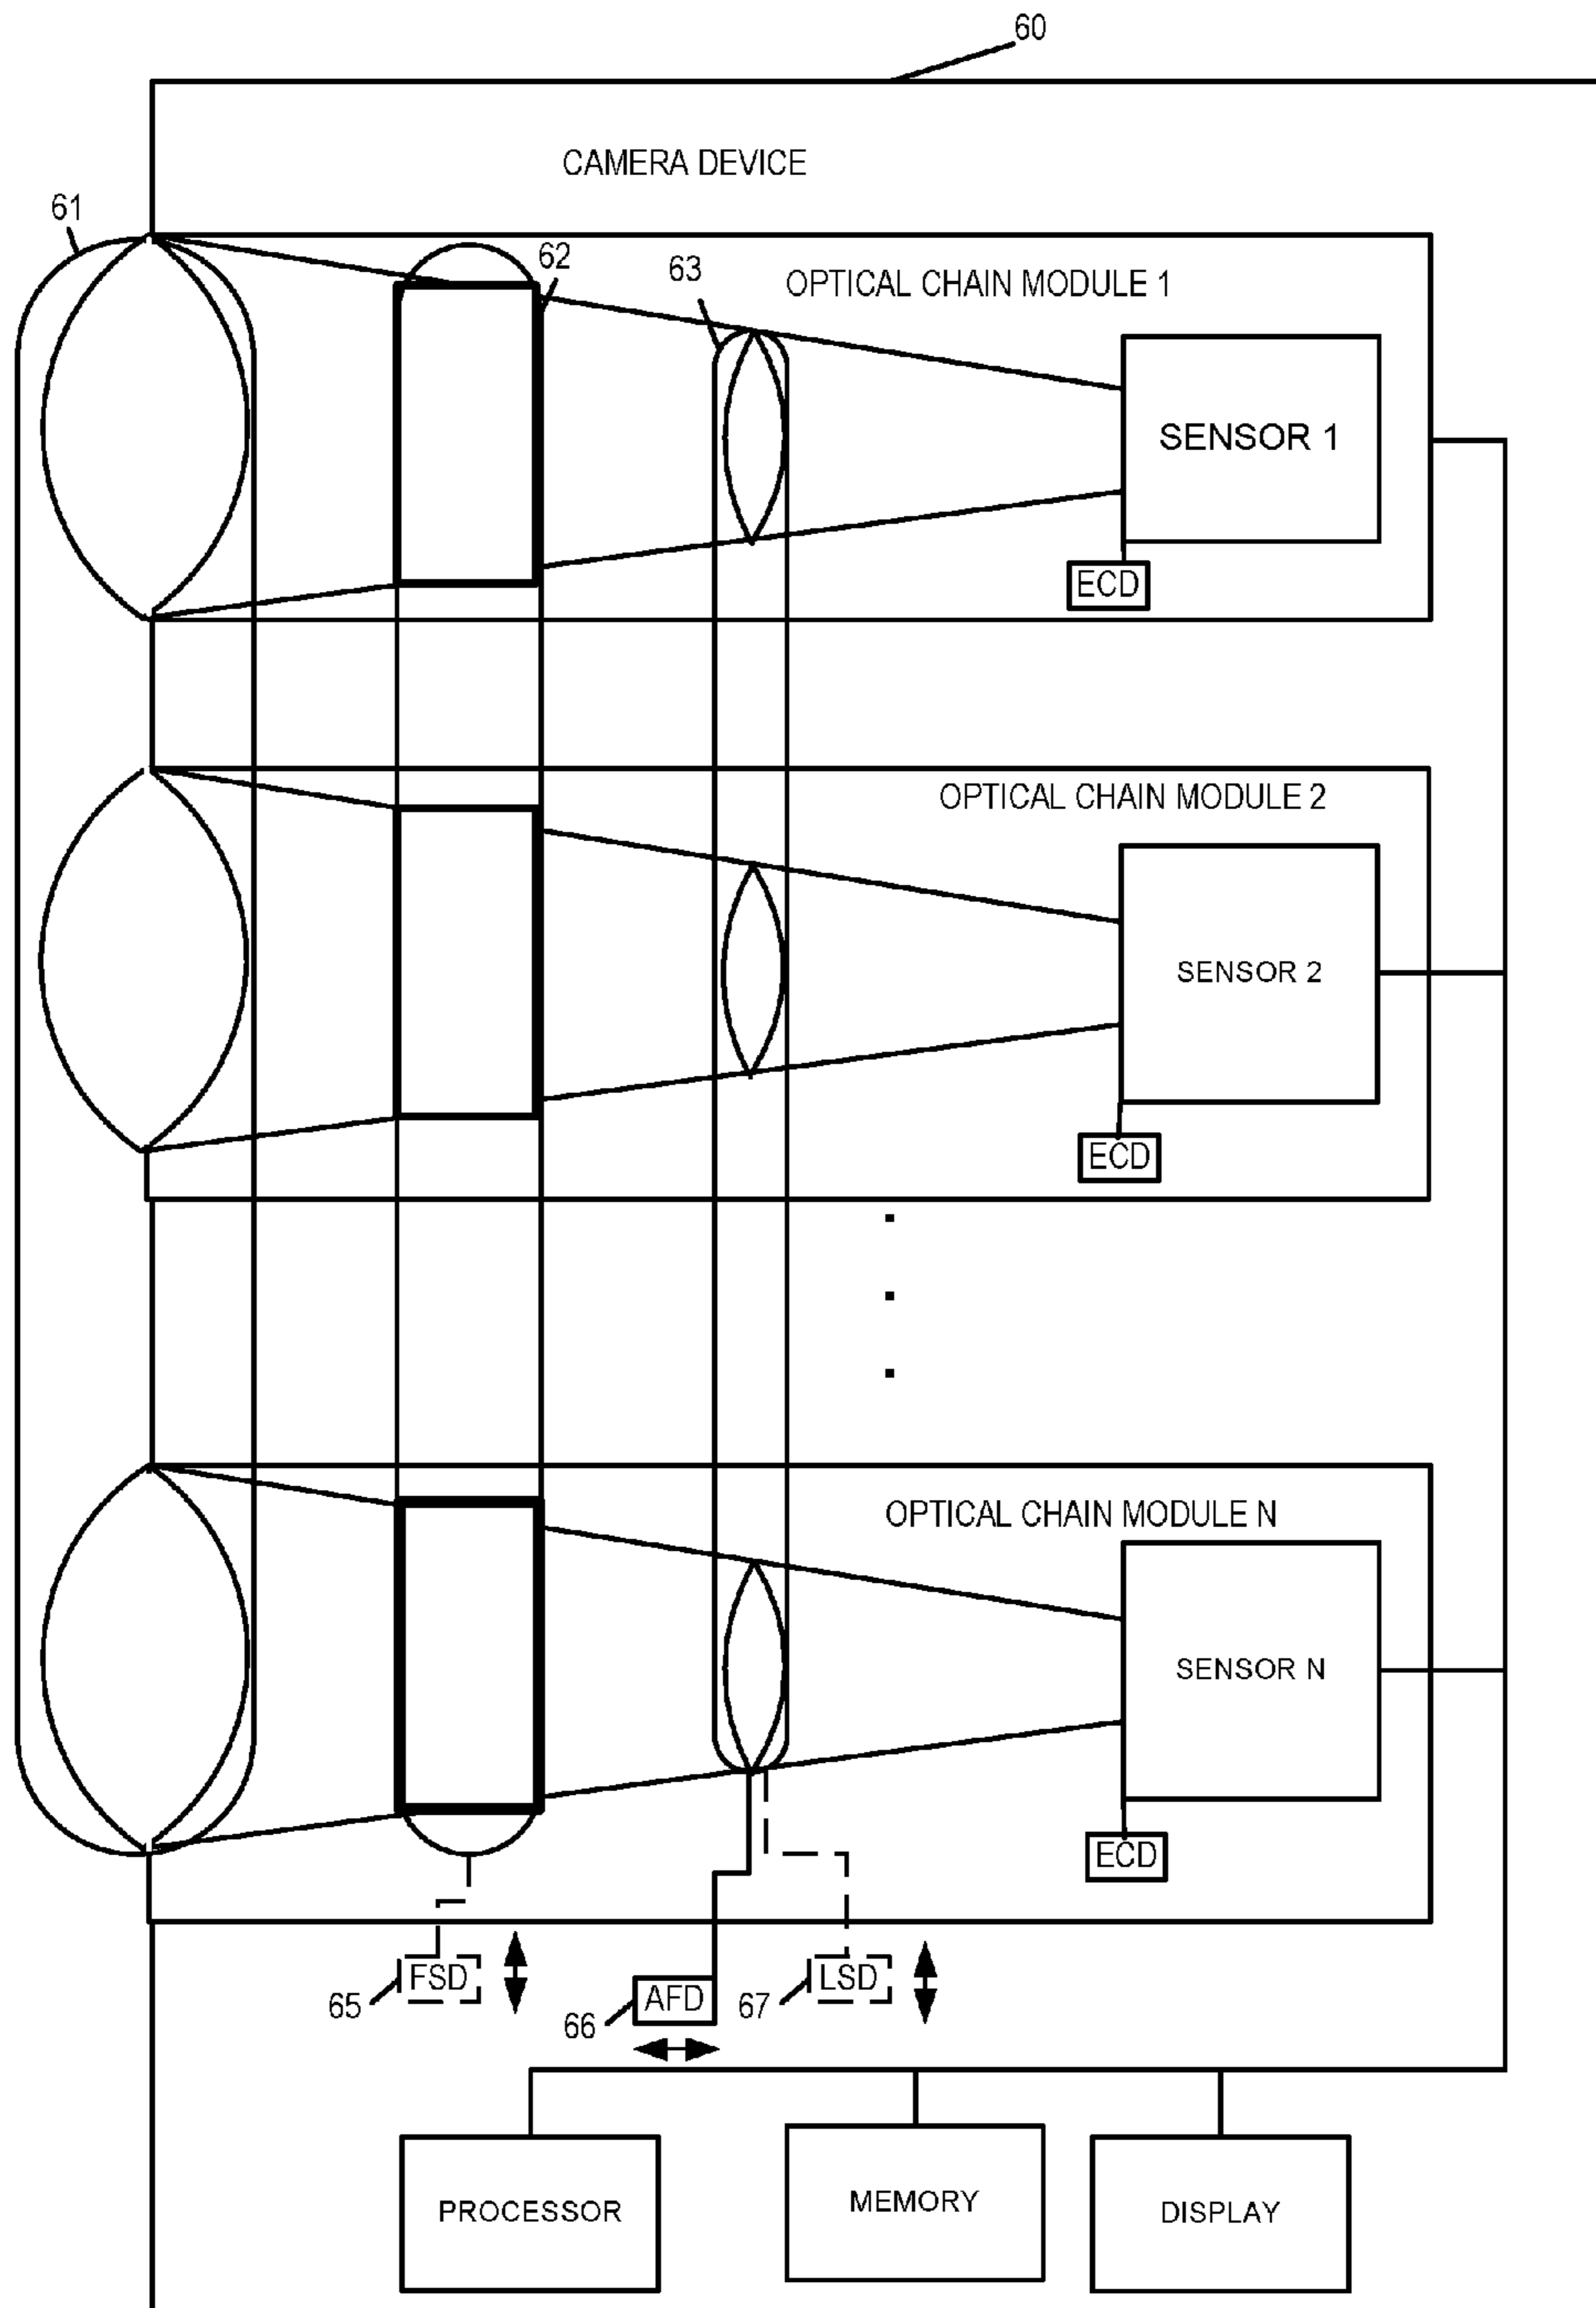 60
CAMERA DEVICE
61
62
63
OPTICAL CHAIN MODULE 1
SENSOR 1
ECD
OPTICAL CHAIN MODULE 2
SENSOR 2
ECD
OPTICAL CHAIN MODULE N
SENSOR N
ECD
65
FSD
66
AFD
67
LSD
PROCESSOR
MEMORY
DISPLAY